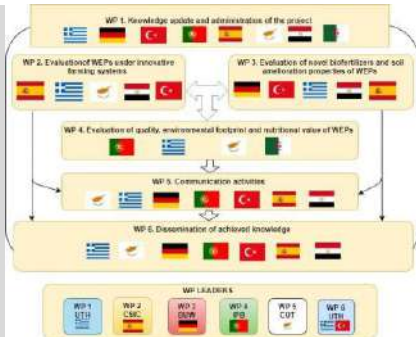 WP 1. Knowledge update and administration of the project
WP 2. Evaluation of WEPs under innovative farming systems
WP 3. Evaluation of novel biofertilizers and soil amelioration properties of WEPs
WP 4. Evaluation of quality, environmental footprint and nutritional value of WEPs
WP 5. Communication activities
WP 6. Dissemination of achieved knowledge
WP LEADERS
WP 1
UTH
WP 2
CSIC
WP 3
WP 4
IPB
WP 5
CUT
WP 6
UTH